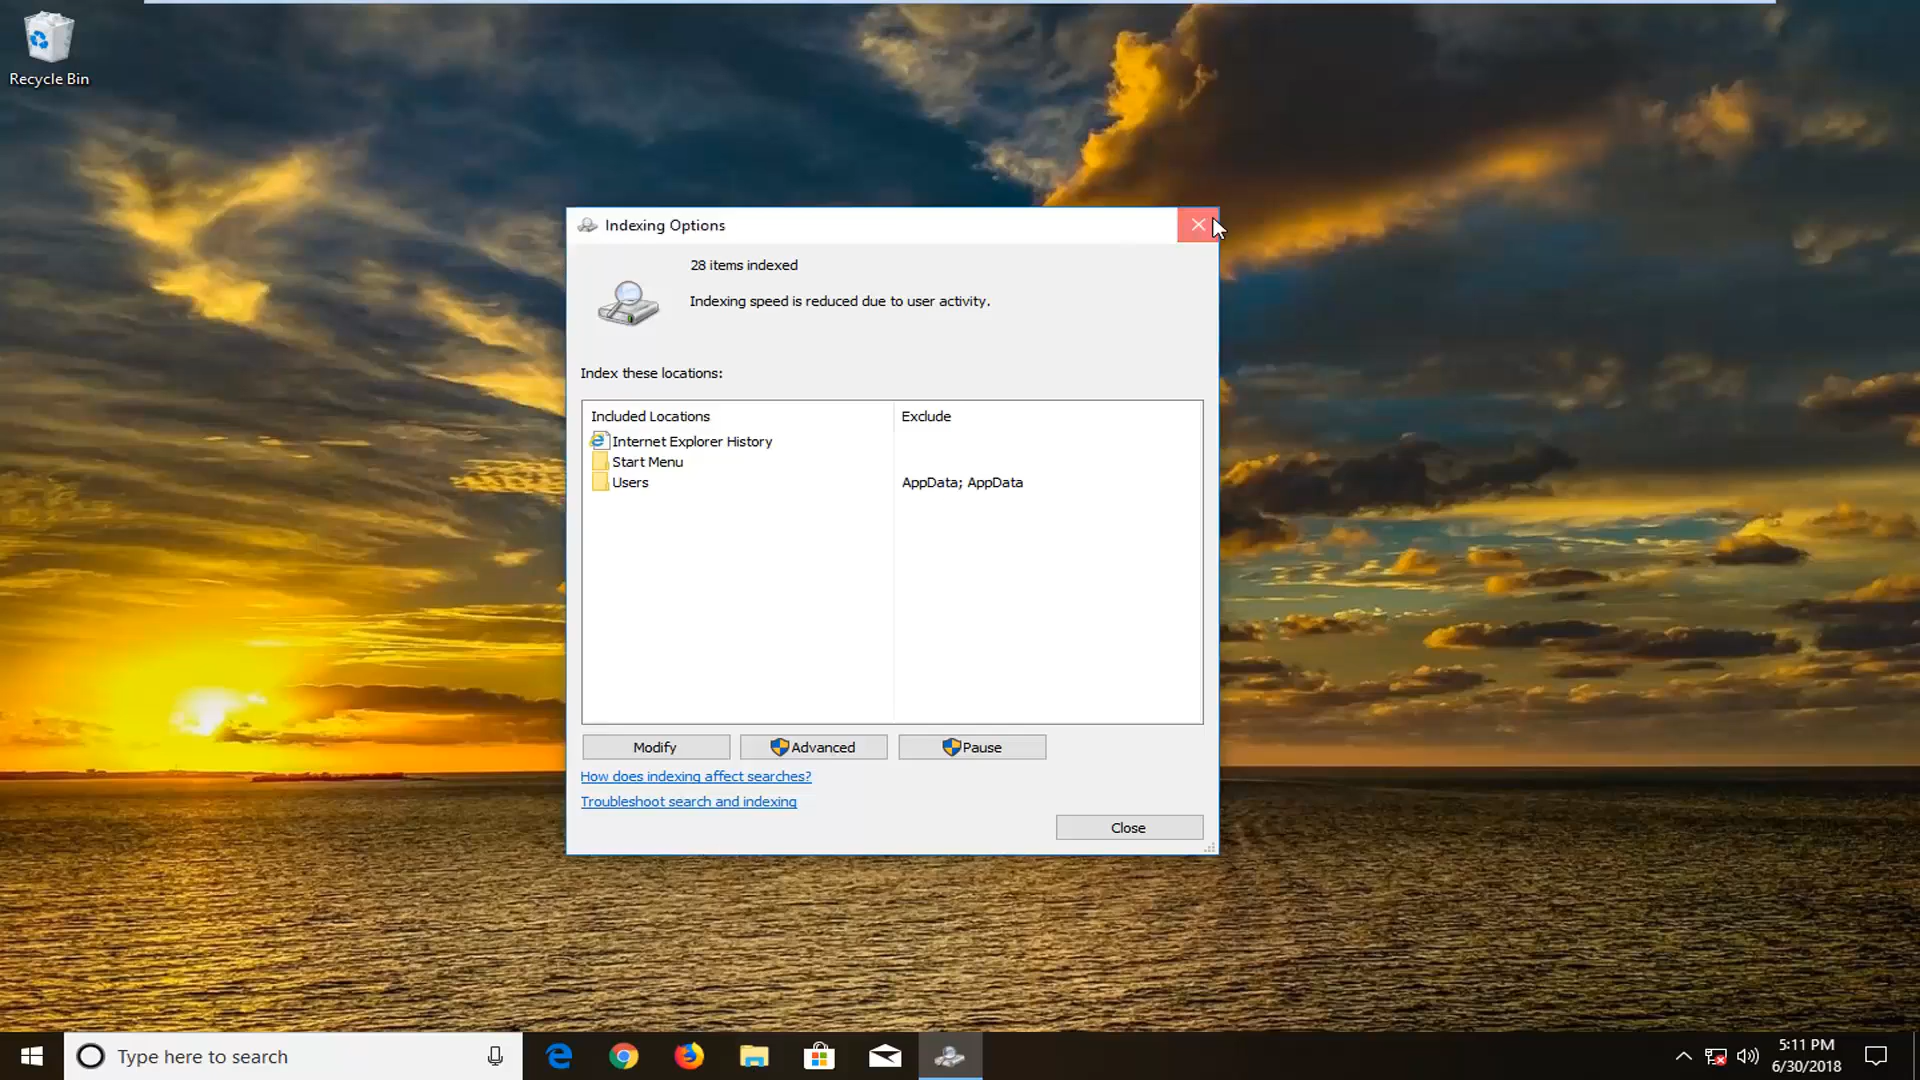 Recycle Bin
Indexing Options
28 items indexed
Indexing speed is reduced due to user activity.
Index these locations:
Included Locations Exclude
Internet Explorer History
Start Menu
Users AppData; AppData
Modify Advanced Pause
How does indexing affect searches?
Troubleshoot search and indexing
Close
Type here to search
5:11 PM
6/30/2018